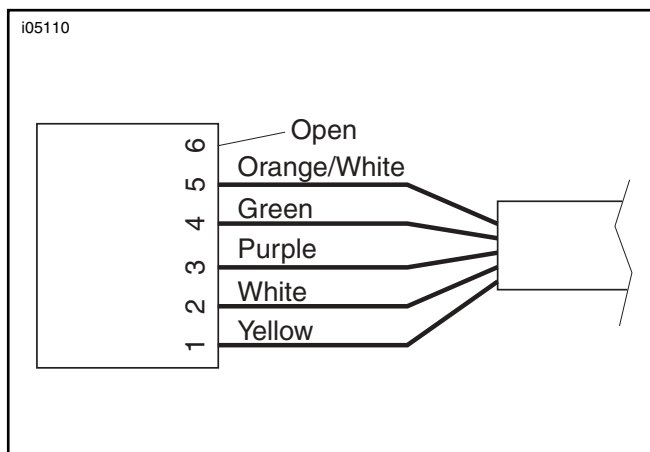 i05110
6 Open
5 Orange/White
4 Green
3 Purple
2 White
1 Yellow